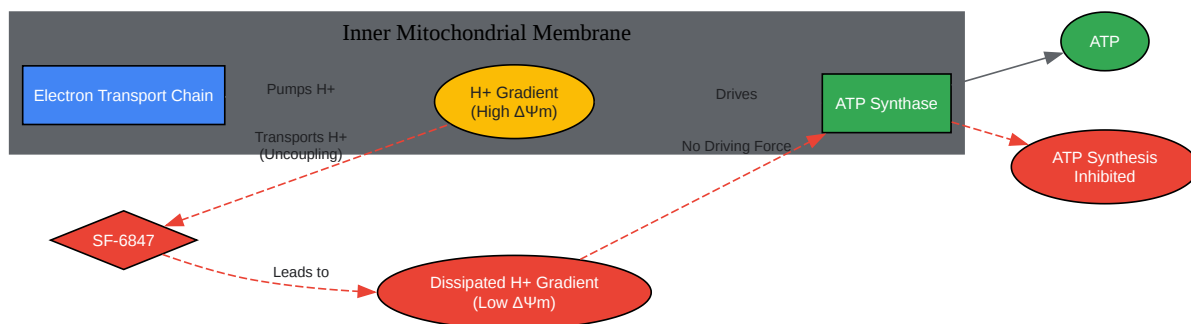 Inner Mitochondrial Membrane
ATP
Electron Transport Chain
Pumps H+
H+ Gradient
(High ΔΨm)
Drives
ATP Synthase
Transports H+
(Uncoupling)
No Driving Force
ATP Synthesis
Inhibited
SF-6847
Leads to
Dissipated H+ Gradient
(Low ΔΨm)